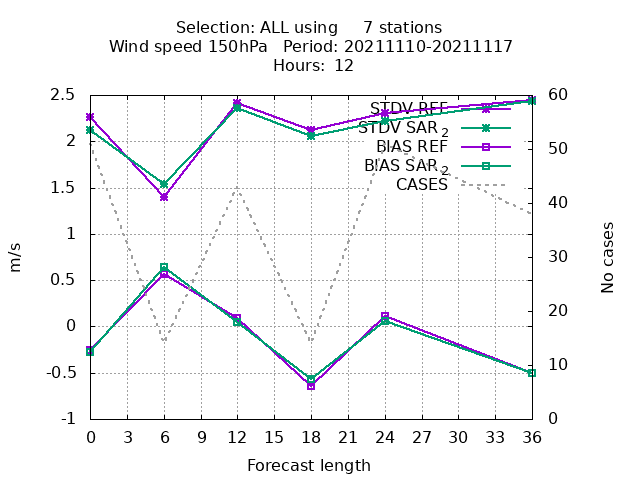 Selection: ALL using 7 stations
Wind speed 150hPa Period: 20211110-20211117
Hours: 12
2.5
2
1.5
1
0.5
0
-0.5
-1
m/s
60
50
40
30
20
10
0
No cases
STDV REF
STDV SAR2
BIAS REF
BIAS SAR2
CASES
0 3 6 9 12 15 18 21 24 27 30 33 36
Forecast length